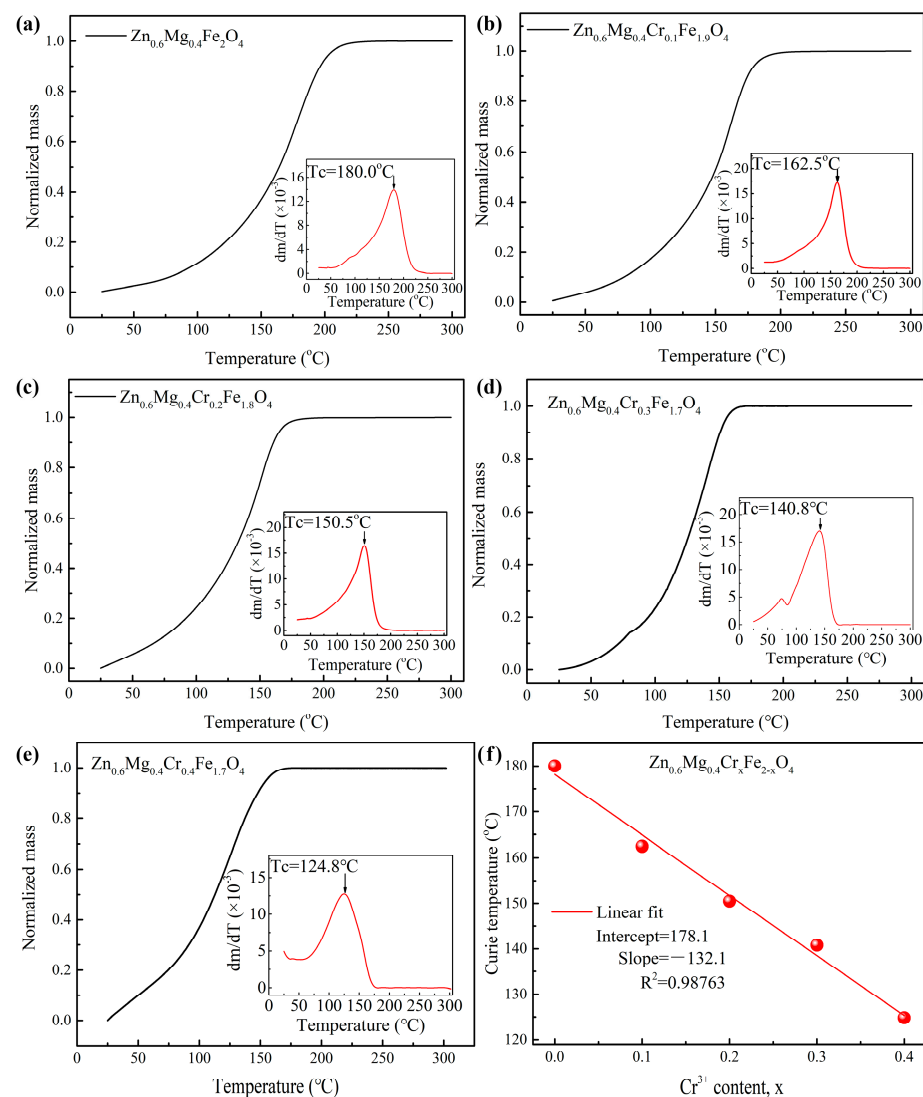 (a)
Zn0.6Mg0.4Fe2O4
Normalized mass
1.0
0.8
0.6
0.4
0.2
0.0
0 50 100 150 200 250 300
Temperature (°C)
Tc=180.0°C
dm/dT (×10-3)
16
12
8
4
0
0 50 100 150 200 250 300
Temperature (°C)
(b)
Zn0.6Mg0.4Cr0.1Fe1.9O4
Normalized mass
1.0
0.8
0.6
0.4
0.2
0.0
0 50 100 150 200 250 300
Temperature (°C)
Tc=162.5°C
dm/dT (×10-3)
20
15
10
5
0
0 50 100 150 200 250 300
Temperature (°C)
(c)
Zn0.6Mg0.4Cr0.2Fe1.8O4
Normalized mass
1.0
0.8
0.6
0.4
0.2
0.0
0 50 100 150 200 250 300
Temperature (°C)
Tc=150.5°C
dm/dT (×10-3)
20
15
10
5
0
0 50 100 150 200 250 300
Temperature (°C)
(d)
Zn0.6Mg0.4Cr0.3Fe1.7O4
Normalized mass
1.0
0.8
0.6
0.4
0.2
0.0
0 50 100 150 200 250 300
Temperature (°C)
Tc=140.8°C
dm/dT
20
15
10
5
0
0 50 100 150 200 250 300
Temperature (°C)
(e)
Zn0.6Mg0.4Cr0.4Fe1.7O4
Normalized mass
1.0
0.8
0.6
0.4
0.2
0.0
0 50 100 150 200 250 300
Temperature (°C)
Tc=124.8°C
dm/dT (×10-3)
15
10
5
0
0 50 100 150 200 250 300
Temperature (°C)
(f)
Zn0.6Mg0.4CrxFe2-xO4
Curie temperature (°C)
180
170
160
150
140
130
125
120
Linear fit
Intercept=178.1
Slope=—132.1
R2=0.98763
0.0 0.1 0.2 0.3 0.4
Cr3+ content, x